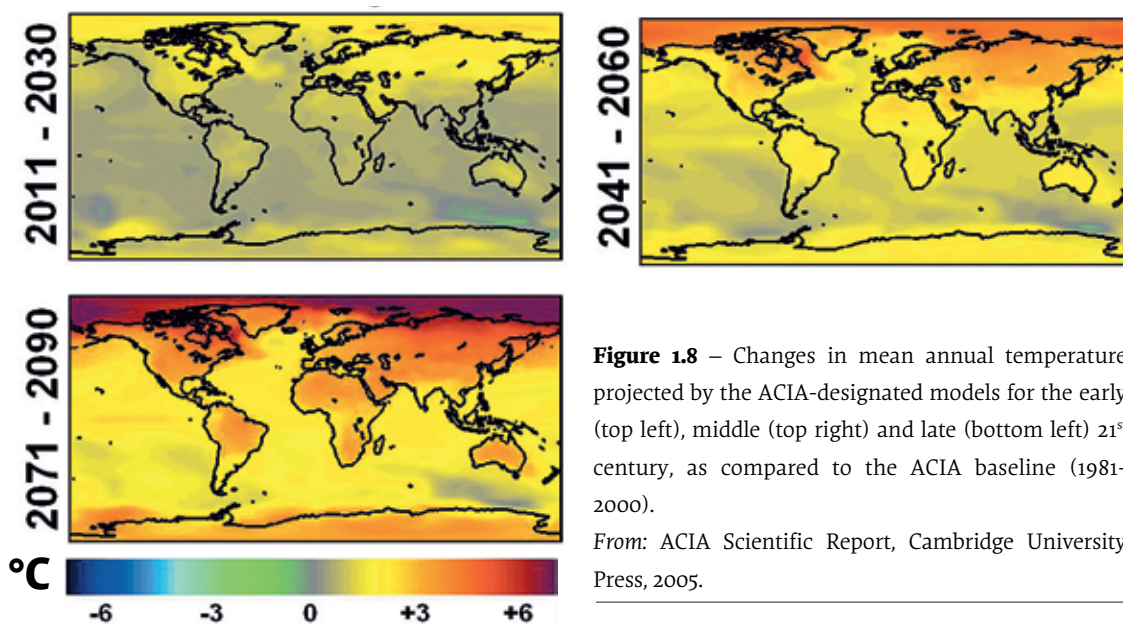 2011 - 2030
2041 - 2060
2071 - 2090
°C
-6 -3 0 +3 +6
Figure 1.8 – Changes in mean annual temperature
projected by the ACIA-designated models for the early
(top left), middle (top right) and late (bottom left) 21st
century, as compared to the ACIA baseline (1981-
2000).
From: ACIA Scientific Report, Cambridge University
Press, 2005.